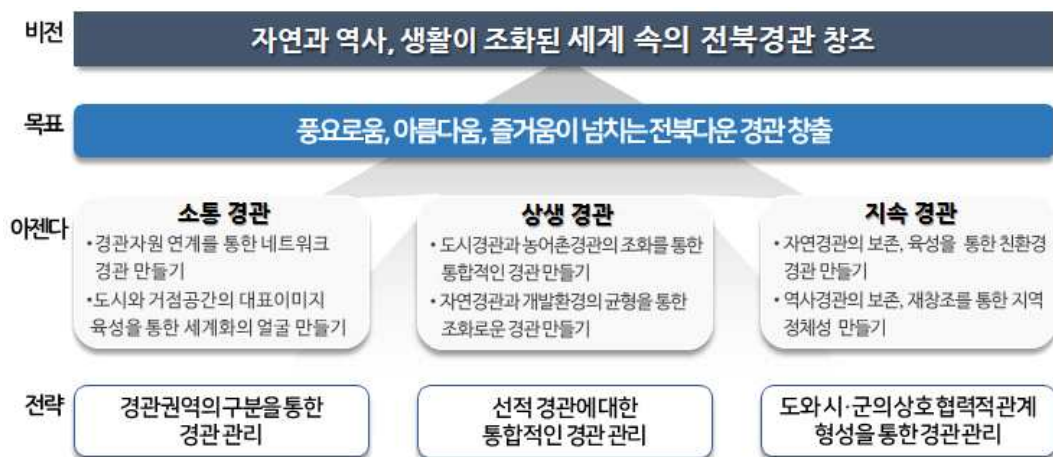 비전
자연과 역사, 생활이 조화된 세계 속의 전북경관 창조
목표
풍요로움, 아름다움, 즐거움이 넘치는 전북다운 경관 창출
아젠다
소통 경관
•경관자원 연계를 통한 네트워크
경관 만들기
•도시와 거점공간의 대표이미지
육성을 통한 세계화의 얼굴 만들기
상생 경관
• 도시경관과 농어촌경관의 조화를 통한
통합적인 경관 만들기
• 자연경관과 개발환경의 균형을 통한
조화로운 경관 만들기
지속 경관
• 자연경관의 보존, 육성을 통한 친환경
경관 만들기
• 역사경관의 보존, 재창조를 통한 지역
정체성 만들기
전략
경관권역의구분을통한
경관 관리
선적 경관에대한
통합적인 경관 관리
도와 시·군의상호협력적관계
형성을 통한경관관리